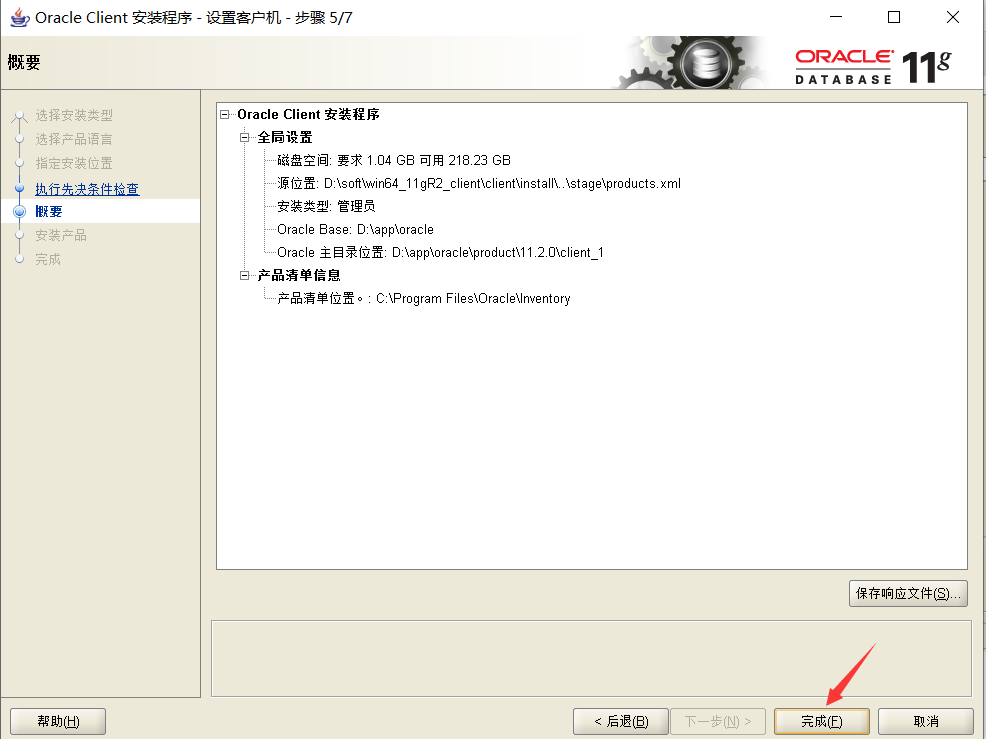 Oracle Client 安装程序 - 设置客户机 - 步骤 5/7
概要
ORACLE
DATABASE
11g
选择安装类型
选择产品语言
指定安装位置
执行先决条件检查
概要
安装产品
完成
Oracle Client 安装程序
全局设置
磁盘空间: 要求 1.04 GB 可用 218.23 GB
源位置: D:\soft\win64_11gR2_client\client\install\..\stage\products.xml
安装类型: 管理员
Oracle Base: D:\app\oracle
Oracle 主目录位置: D:\app\oracle\product\11.2.0\client_1
产品清单信息
产品清单位置。: C:\Program Files\Oracle\Inventory
保存响应文件(S)...
帮助(H)
< 后退(B)
下一步(N) >
完成(F)
取消